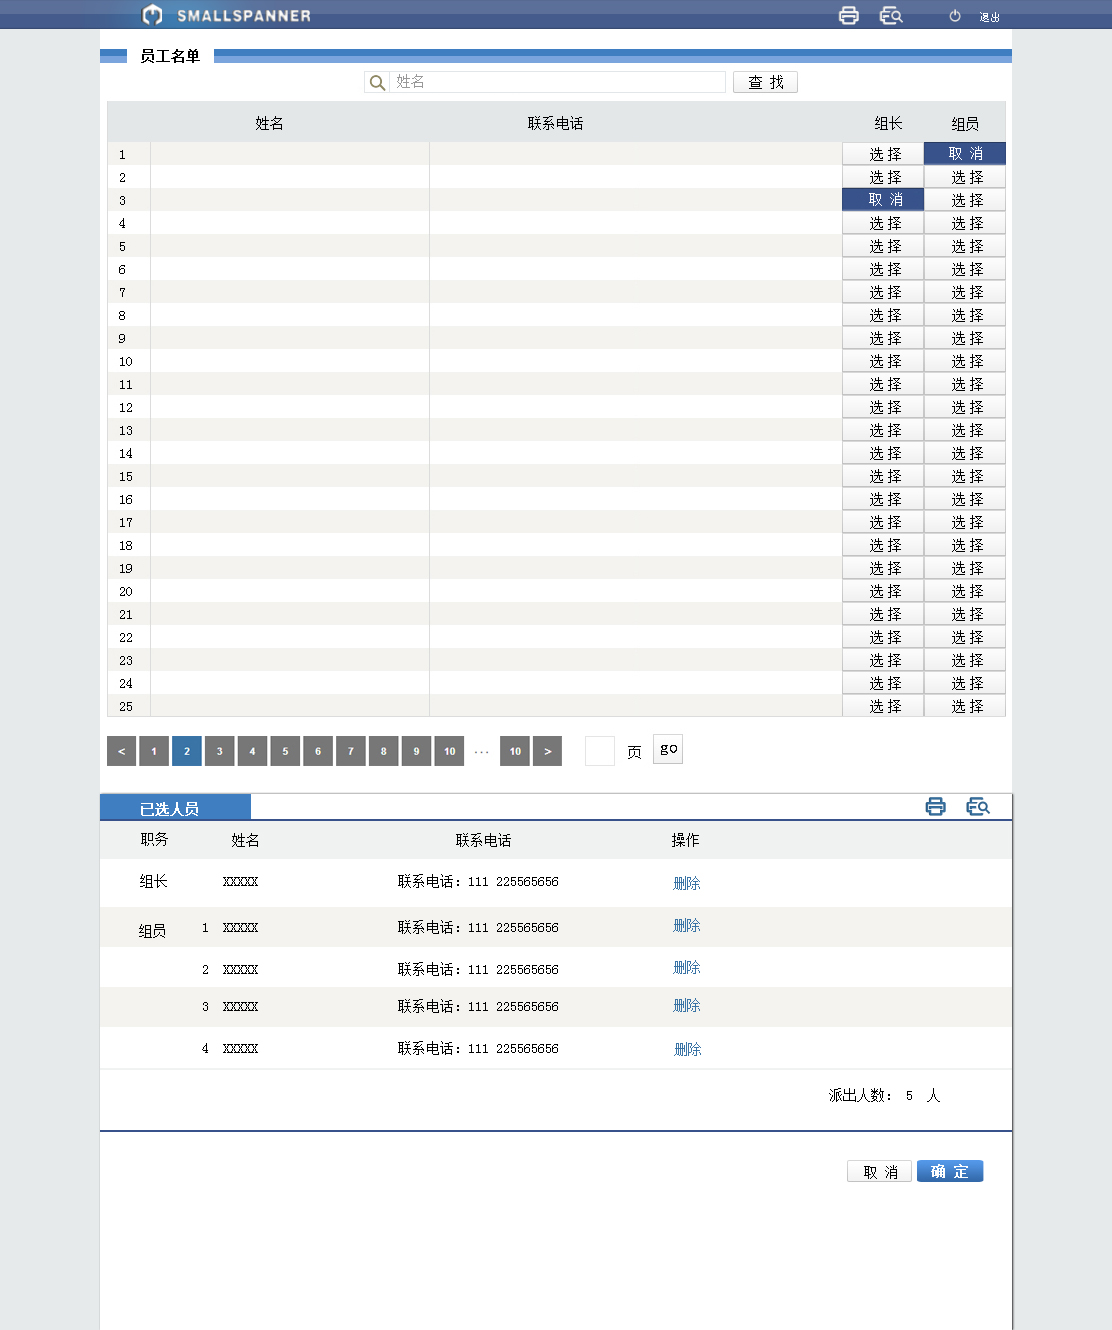 SMALLSPANNER 退出
员工名单
姓名 查 找
姓名 联系电话 组长 组员
1 选 择 取 消
2 选 择 选 择
3 取 消 选 择
4 选 择 选 择
5 选 择 选 择
6 选 择 选 择
7 选 择 选 择
8 选 择 选 择
9 选 择 选 择
10 选 择 选 择
11 选 择 选 择
12 选 择 选 择
13 选 择 选 择
14 选 择 选 择
15 选 择 选 择
16 选 择 选 择
17 选 择 选 择
18 选 择 选 择
19 选 择 选 择
20 选 择 选 择
21 选 择 选 择
22 选 择 选 择
23 选 择 选 择
24 选 择 选 择
25 选 择 选 择
< 1 2 3 4 5 6 7 8 9 10 ... 10 > 页 go
已选人员
职务 姓名 联系电话 操作
组长 XXXXX 联系电话：111 225565656 删除
组员 1 XXXXX 联系电话：111 225565656 删除
2 XXXXX 联系电话：111 225565656 删除
3 XXXXX 联系电话：111 225565656 删除
4 XXXXX 联系电话：111 225565656 删除
派出人数： 5 人
取 消 确 定